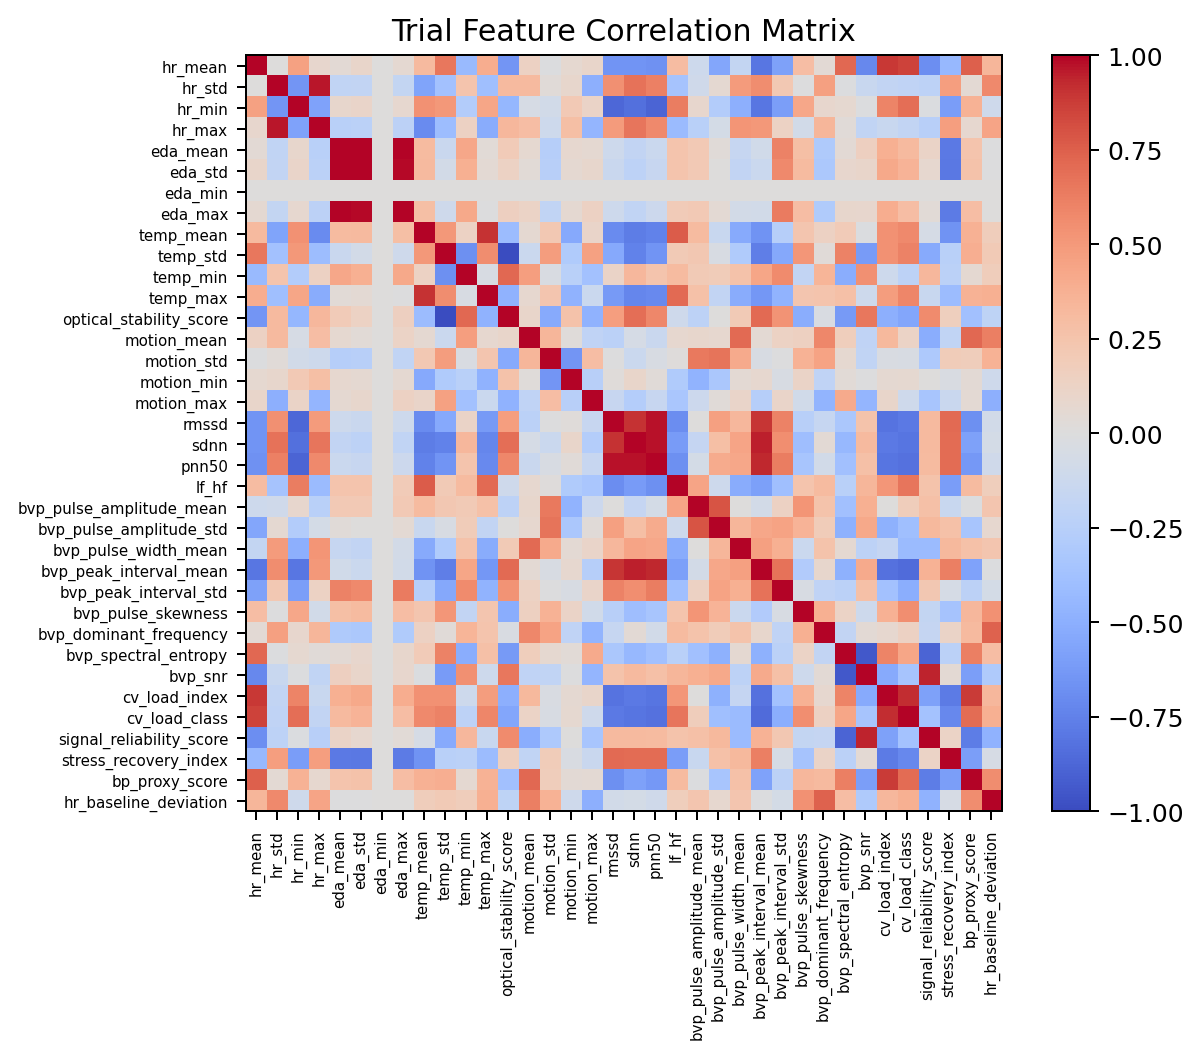 Trial Feature Correlation Matrix
hr_mean
hr_std
hr_min
hr_max
eda_mean
eda_std
eda_min
eda_max
temp_mean
temp_std
temp_min
temp_max
optical_stability_score
motion_mean
motion_std
motion_min
motion_max
rmssd
sdnn
pnn50
lf_hf
bvp_pulse_amplitude_mean
bvp_pulse_amplitude_std
bvp_pulse_width_mean
bvp_peak_interval_mean
bvp_peak_interval_std
bvp_pulse_skewness
bvp_dominant_frequency
bvp_spectral_entropy
bvp_snr
cv_load_index
cv_load_class
signal_reliability_score
stress_recovery_index
bp_proxy_score
hr_baseline_deviation
hr_mean
hr_std
hr_min
hr_max
eda_mean
eda_std
eda_min
eda_max
temp_mean
temp_std
temp_min
temp_max
optical_stability_score
motion_mean
motion_std
motion_min
motion_max
rmssd
sdnn
pnn50
lf_hf
bvp_pulse_amplitude_mean
bvp_pulse_amplitude_std
bvp_pulse_width_mean
bvp_peak_interval_mean
bvp_peak_interval_std
bvp_pulse_skewness
bvp_dominant_frequency
bvp_spectral_entropy
bvp_snr
cv_load_index
cv_load_class
signal_reliability_score
stress_recovery_index
bp_proxy_score
hr_baseline_deviation
1.00
0.75
0.50
0.25
0.00
−0.25
−0.50
−0.75
−1.00